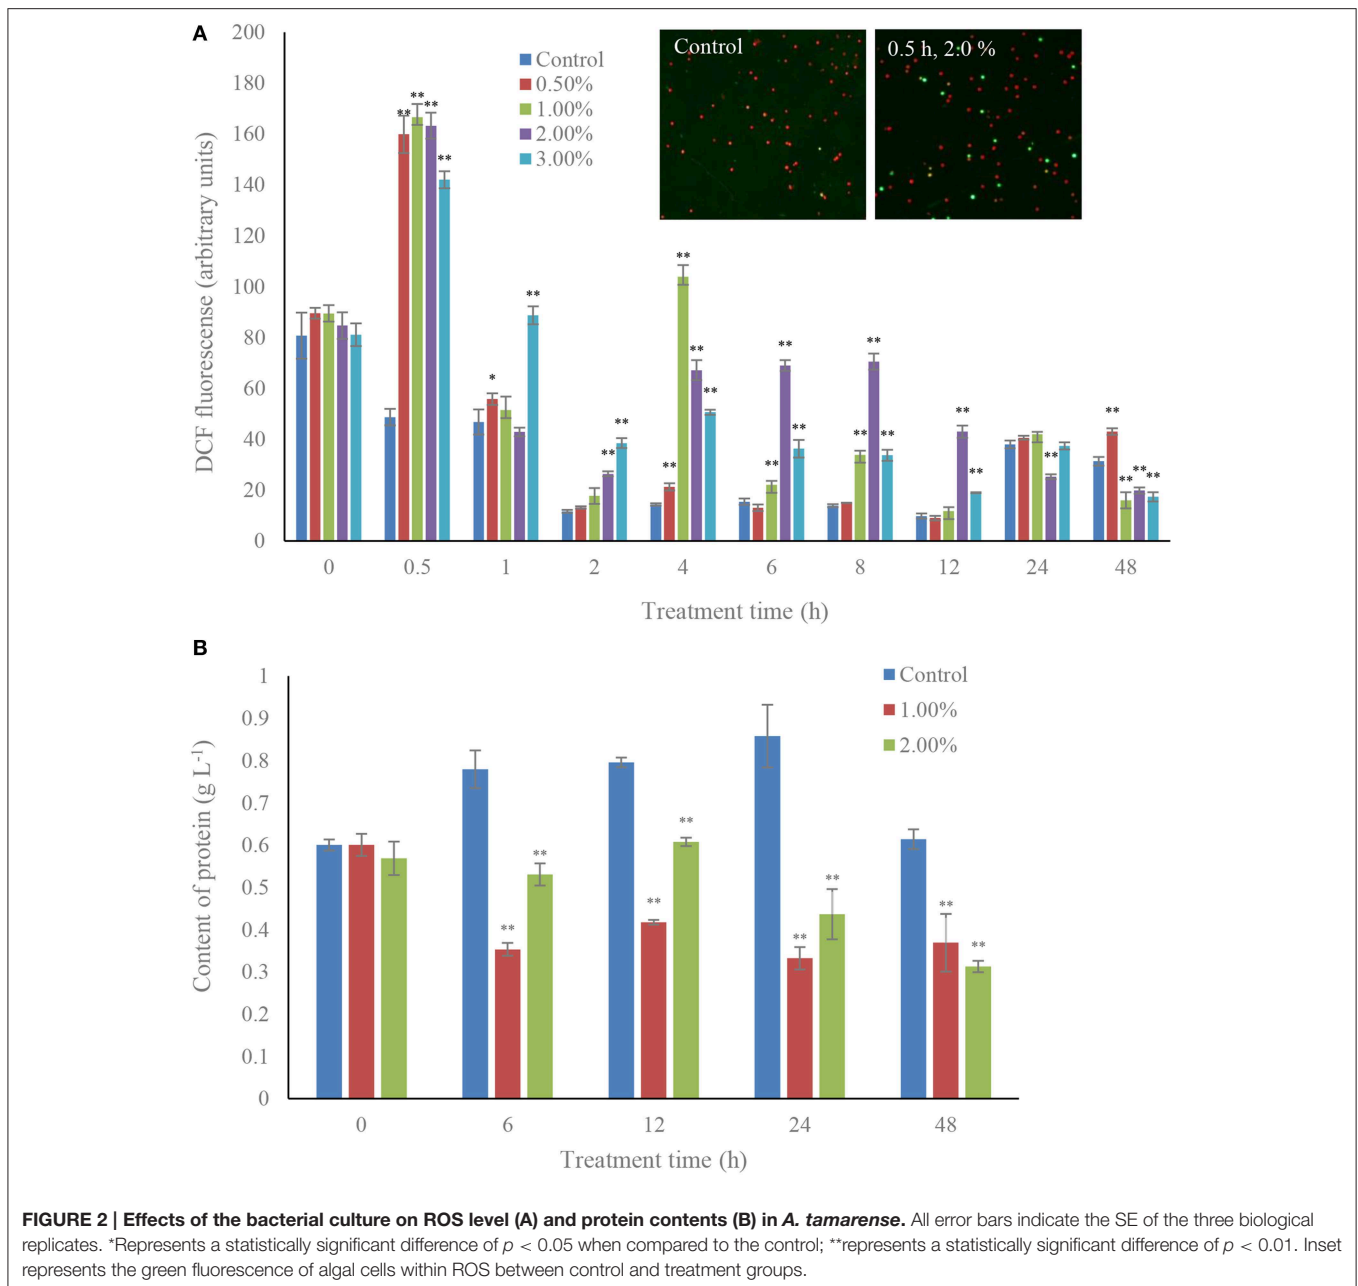 A
200
180
160
140
120
100
80
60
40
20
0
DCF fluorescense (arbitrary units)
Control
0.50%
1.00%
2.00%
3.00%
Control
0.5 h, 2.0 %
** ** ** **
* **
** **
** ** ** **
** ** **
** ** **
** **
**
** ** ** **
0 0.5 1 2 4 6 8 12 24 48
Treatment time (h)
B
1
0.9
0.8
0.7
0.6
0.5
0.4
0.3
0.2
0.1
0
Content of protein (g L-1)
Control
1.00%
2.00%
** **
** **
** **
** **
0 6 12 24 48
Treatment time (h)
FIGURE 2 | Effects of the bacterial culture on ROS level (A) and protein contents (B) in A. tamarense. All error bars indicate the SE of the three biological
replicates. *Represents a statistically significant difference of p < 0.05 when compared to the control; **represents a statistically significant difference of p < 0.01. Inset
represents the green fluorescence of algal cells within ROS between control and treatment groups.